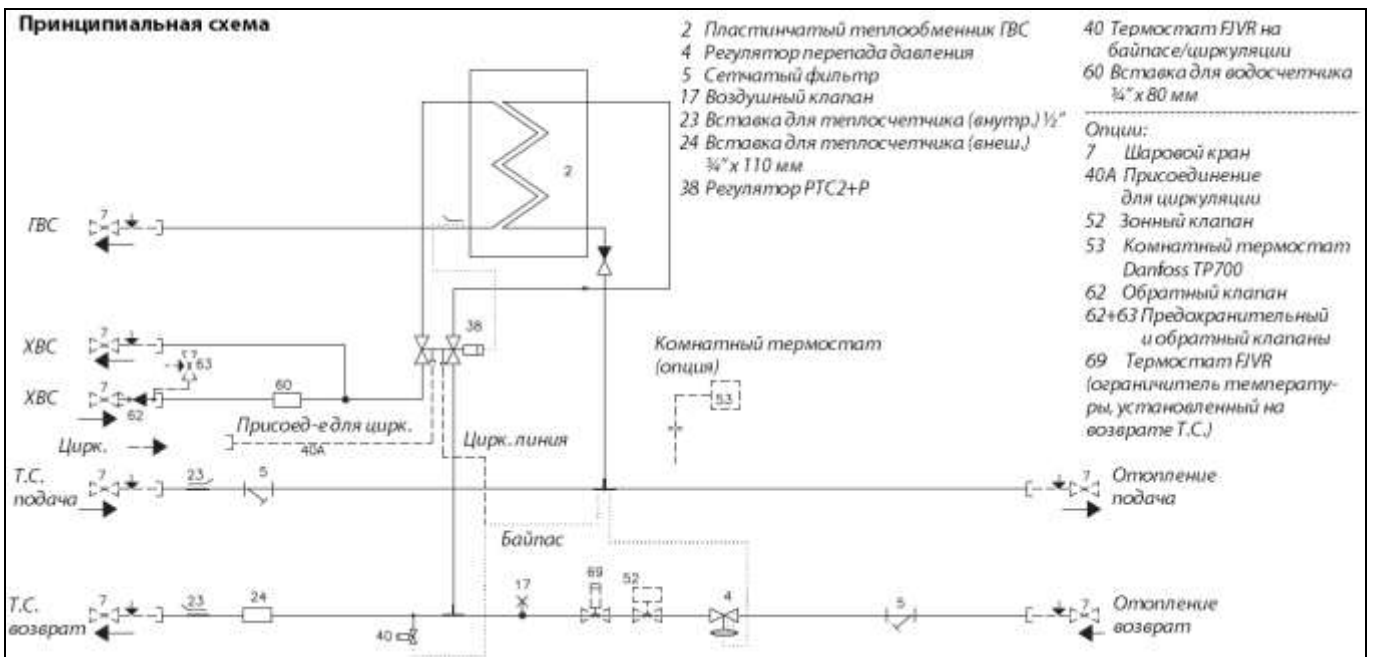 Принципиальная схема
2 Пластинчатый теплообменник ГВС
4 Регулятор перепада давления
5 Сетчатый фильтр
17 Воздушный клапан
23 Вставка для теплосчетчика (внутр.) ½"
24 Вставка для теплосчетчика (внеш.)
¾" x 110 мм
38 Регулятор РТС2+Р
40 Термостат FJVR на
байпасе/циркуляции
60 Вставка для водосчетчика
¾" x 80 мм
Опции:
7 Шаровой кран
40А Присоединение
для циркуляции
52 Зонный клапан
53 Комнатный термостат
Danfoss TP700
62 Обратный клапан
62+63 Предохранительный
и обратный клапаны
69 Термостат FJVR
(ограничитель температу-
ры, установленный на
возврате Т.С.)
2
ГВС
7
38
ХВС
7
7
63
ХВС
7
62
60
Комнатный термостат
(опция)
53
Присоед-е для цирк.
40А
Цирк. линия
Цирк.
Т.С.
подача
7
23
5
7
Отопление
подача
Байпас
Т.С.
возврат
7
23
24
40
17
69
52
4
5
7
Отопление
возврат